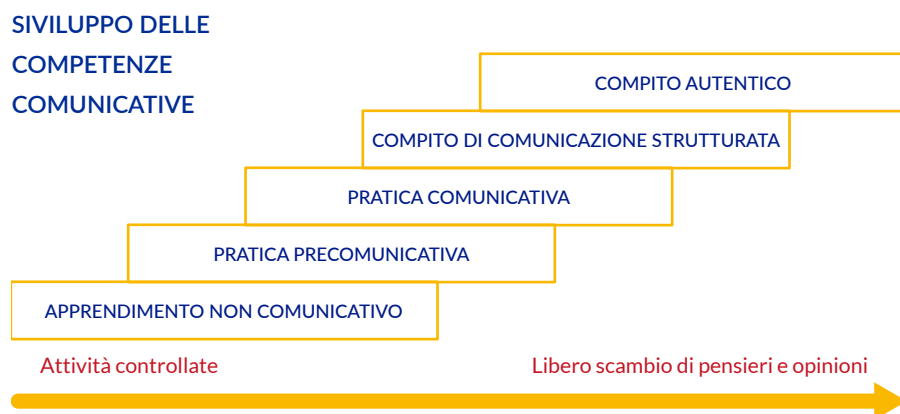 SIVILUPPO DELLE
COMPETENZE
COMUNICATIVE
COMPITO AUTENTICO
COMPITO DI COMUNICAZIONE STRUTTURATA
PRATICA COMUNICATIVA
PRATICA PRECOMUNICATIVA
APPRENDIMENTO NON COMUNICATIVO
Attività controllate
Libero scambio di pensieri e opinioni